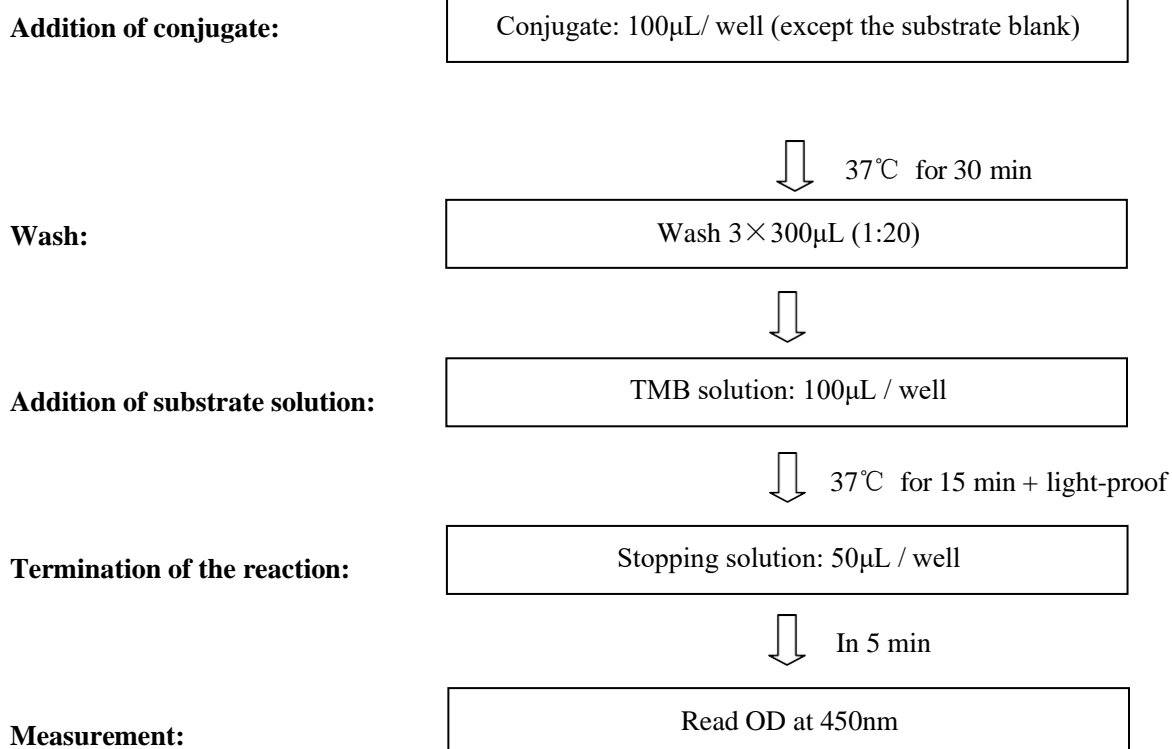 Addition of conjugate:
Conjugate: 100μL/ well (except the substrate blank)
37℃ for 30 min
Wash:
Wash 3×300μL (1:20)
Addition of substrate solution:
TMB solution: 100μL / well
37℃ for 15 min + light-proof
Termination of the reaction:
Stopping solution: 50μL / well
In 5 min
Measurement:
Read OD at 450nm